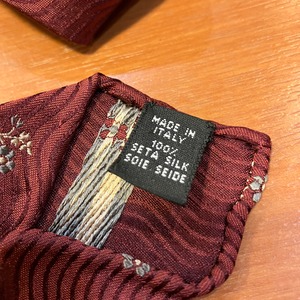 MADE IN
ITALY
100%
SETA SILK
SOIE SEIDE